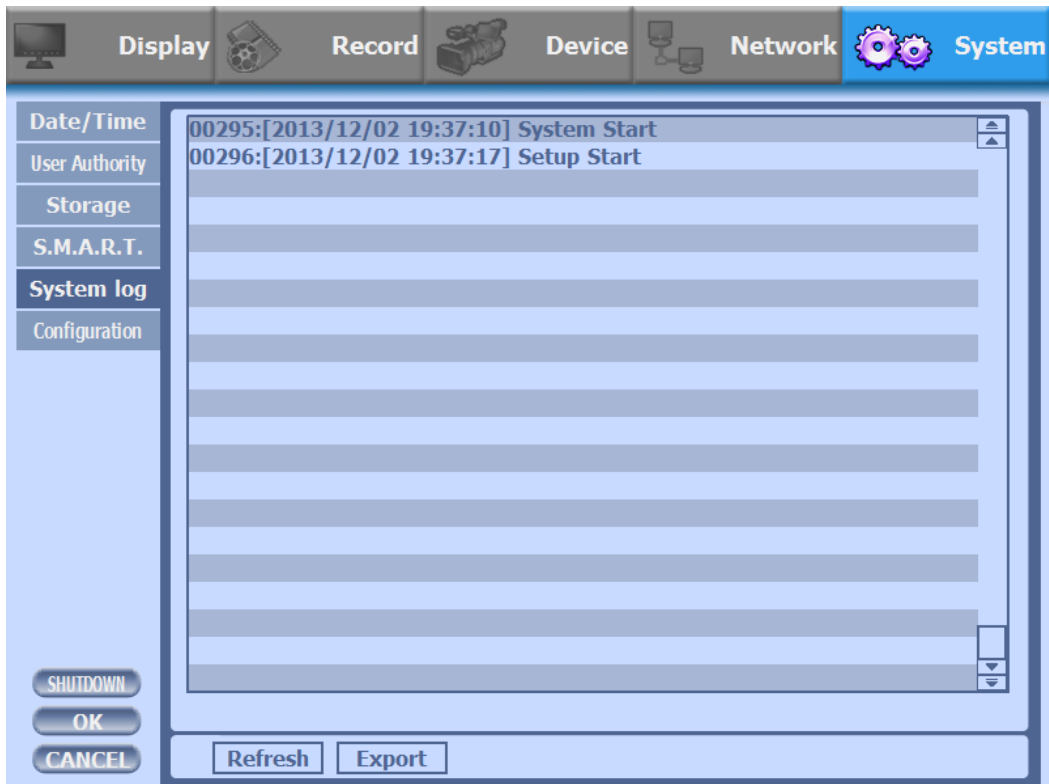 Display Record Device Network System
Date/Time
User Authority
Storage
S.M.A.R.T.
System log
Configuration
00295:[2013/12/02 19:37:10] System Start
00296:[2013/12/02 19:37:17] Setup Start
SHUTDOWN
OK
CANCEL
Refresh Export